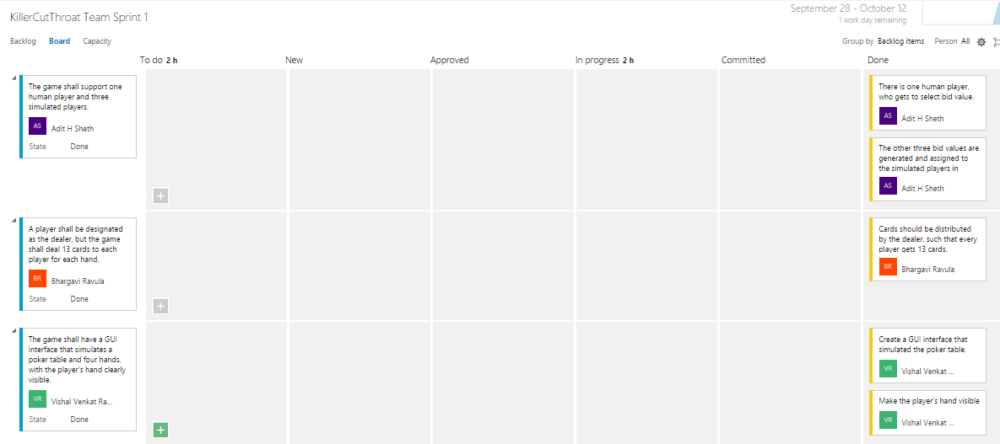 KillerCutThroat Team Sprint 1
September 28 - October 12
1 work day remaining
Backlog Board Capacity
Group by Backlog items Person All
To do 2 h New Approved In progress 2 h Committed Done
The game shall support one
human player and three
simulated players.
AS Adit H Sheth
State Done
There is one human player,
who gets to select bid value.
AS Adit H Sheth
The other three bid values are
generated and assigned to
the simulated players in
AS Adit H Sheth
A player shall be designated
as the dealer, but the game
shall deal 13 cards to each
player for each hand.
BR Bhargavi Ravula
State Done
Cards should be distributed
by the dealer, such that every
player gets 13 cards.
BR Bhargavi Ravula
The game shall have a GUI
interface that simulates a
poker table and four hands,
with the player's hand clearly
visible.
VR Vishal Venkat Ra...
State Done
Create a GUI interface that
simulated the poker table.
VR Vishal Venkat ...
Make the player's hand visible
VR Vishal Venkat ...